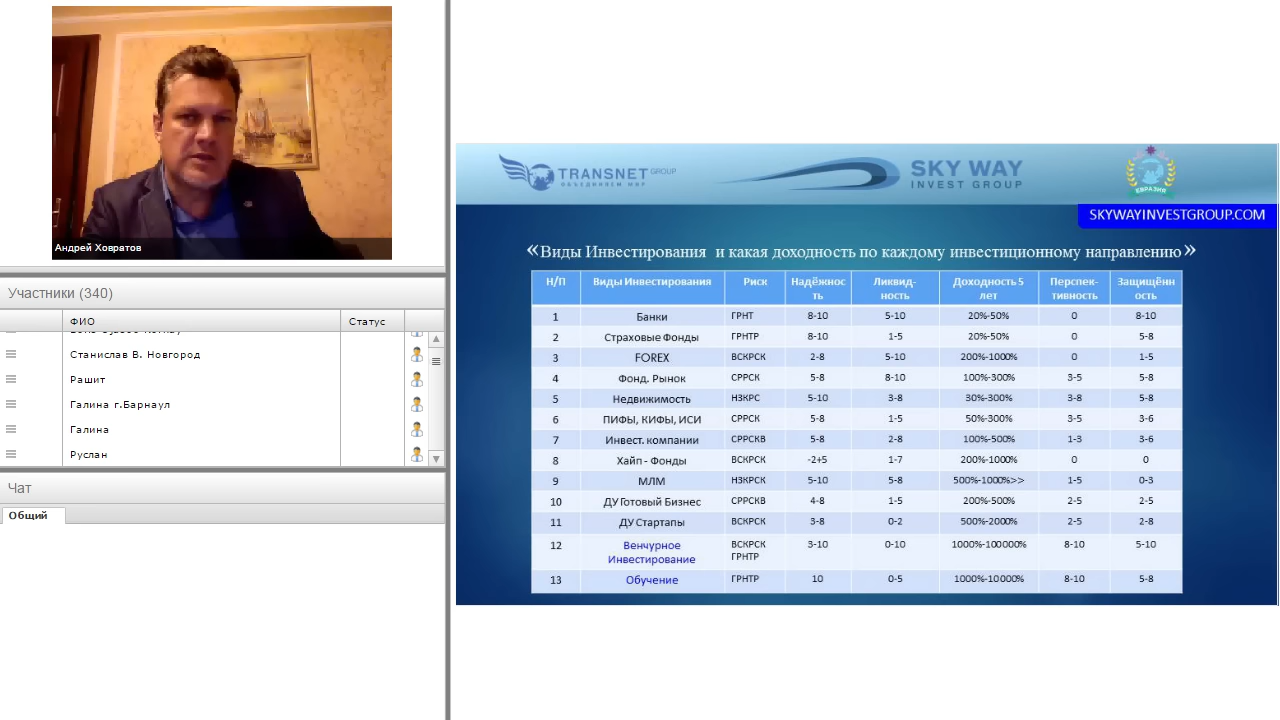 Андрей Ховратов
Участники (340)
ФИО Статус
Станислав В. Новгород
Рашит
Галина г.Барнаул
Галина
Руслан
Чат
Общий
TRANSNET GROUP
ОБЪЕДИНЯЕМ МИР
SKY WAY
INVEST GROUP
ЕВРАЗИЯ
SKYWAYINVESTGROUP.COM
«Виды Инвестирования и какая доходность по каждому инвестиционному направлению»
Н/П Виды Инвестирования Риск Надёжнос ть Ликвид- ность Доходность 5 лет Перспек- тивность Защищённ ость
1 Банки ГРНТ 8-10 5-10 20%-50% 0 8-10
2 Страховые Фонды ГРНТР 8-10 1-5 20%-50% 0 5-8
3 FOREX ВСКРСК 2-8 5-10 200%-1000% 0 1-5
4 Фонд. Рынок СРРСК 5-8 8-10 100%-300% 3-5 5-8
5 Недвижимость НЗКРС 5-10 3-8 30%-300% 3-8 5-8
6 ПИФЫ, КИФЫ, ИСИ СРРСК 5-8 1-5 50%-300% 3-5 3-6
7 Инвест. компании СРРСКВ 5-8 2-8 100%-500% 1-3 3-6
8 Хайп - Фонды ВСКРСК -2+5 1-7 200%-1000% 0 0
9 МЛМ НЗКРСК 5-10 5-8 500%-1000%>> 1-5 0-3
10 ДУ Готовый Бизнес СРРСКВ 4-8 1-5 200%-500% 2-5 2-5
11 ДУ Стартапы ВСКРСК 3-8 0-2 500%-2000% 2-5 2-8
12 Венчурное Инвестирование ВСКРСК ГРНТР 3-10 0-10 1000%-100000% 8-10 5-10
13 Обучение ГРНТР 10 0-5 1000%-10000% 8-10 5-8